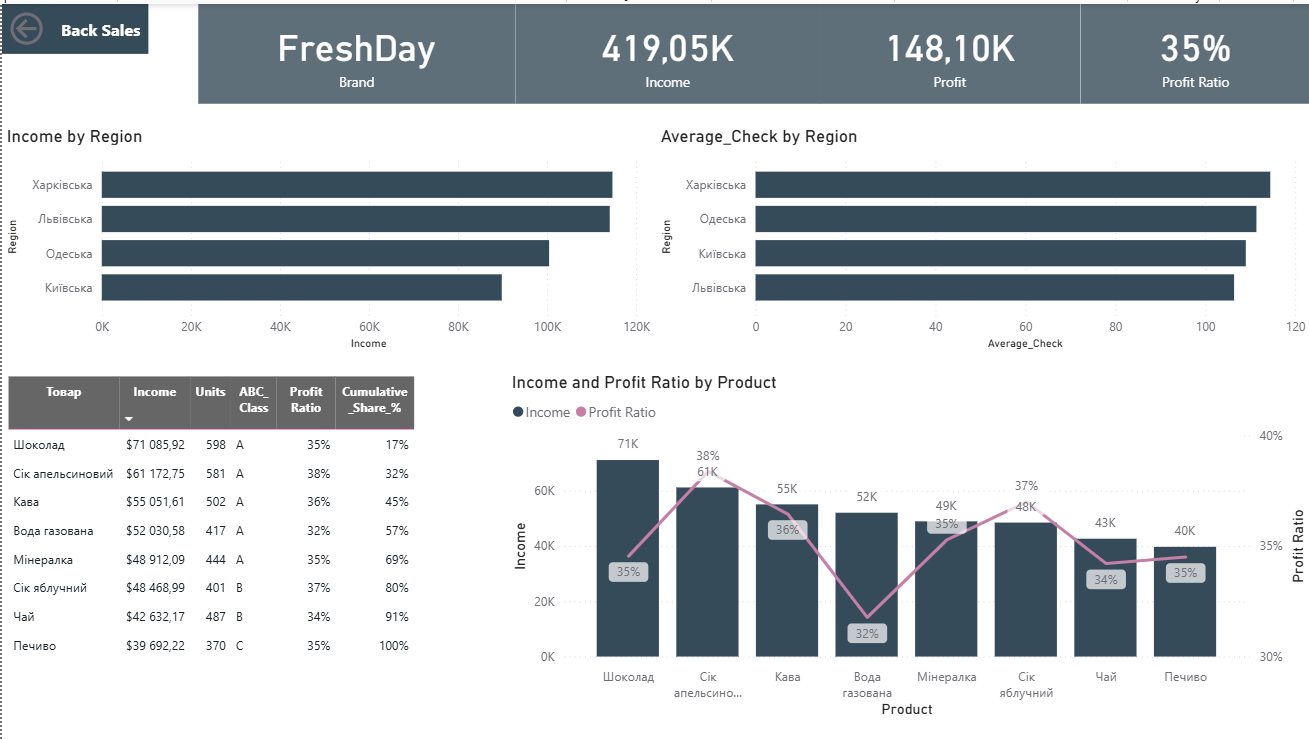 Back Sales
FreshDay
Brand
419,05K
Income
148,10K
Profit
35%
Profit Ratio
Income by Region
Region
Харківська
Львівська
Одеська
Київська
0K 20K 40K 60K 80K 100K 120K
Income
Average_Check by Region
Region
Харківська
Одеська
Київська
Львівська
0 20 40 60 80 100 120
Average_Check
Товар Income Units ABC_ Profit Cumulative
Class Ratio _Share_%
Шоколад $71 085,92 598 A 35% 17%
Сік апельсиновий $61 172,75 581 A 38% 32%
Кава $55 051,61 502 A 36% 45%
Вода газована $52 030,58 417 A 32% 57%
Мінералка $48 912,09 444 A 35% 69%
Сік яблучний $48 468,99 401 B 37% 80%
Чай $42 632,17 487 B 34% 91%
Печиво $39 692,22 370 C 35% 100%
Income and Profit Ratio by Product
Income Profit Ratio
Income
60K
40K
20K
0K
71K 61K 55K 52K 49K 48K 43K 40K
35% 38% 36% 32% 35% 37% 34% 35%
40%
35%
30%
Profit Ratio
Шоколад Сік Кава Вода Мінералка Сік Чай Печиво
апельсино... газована яблучний
Product